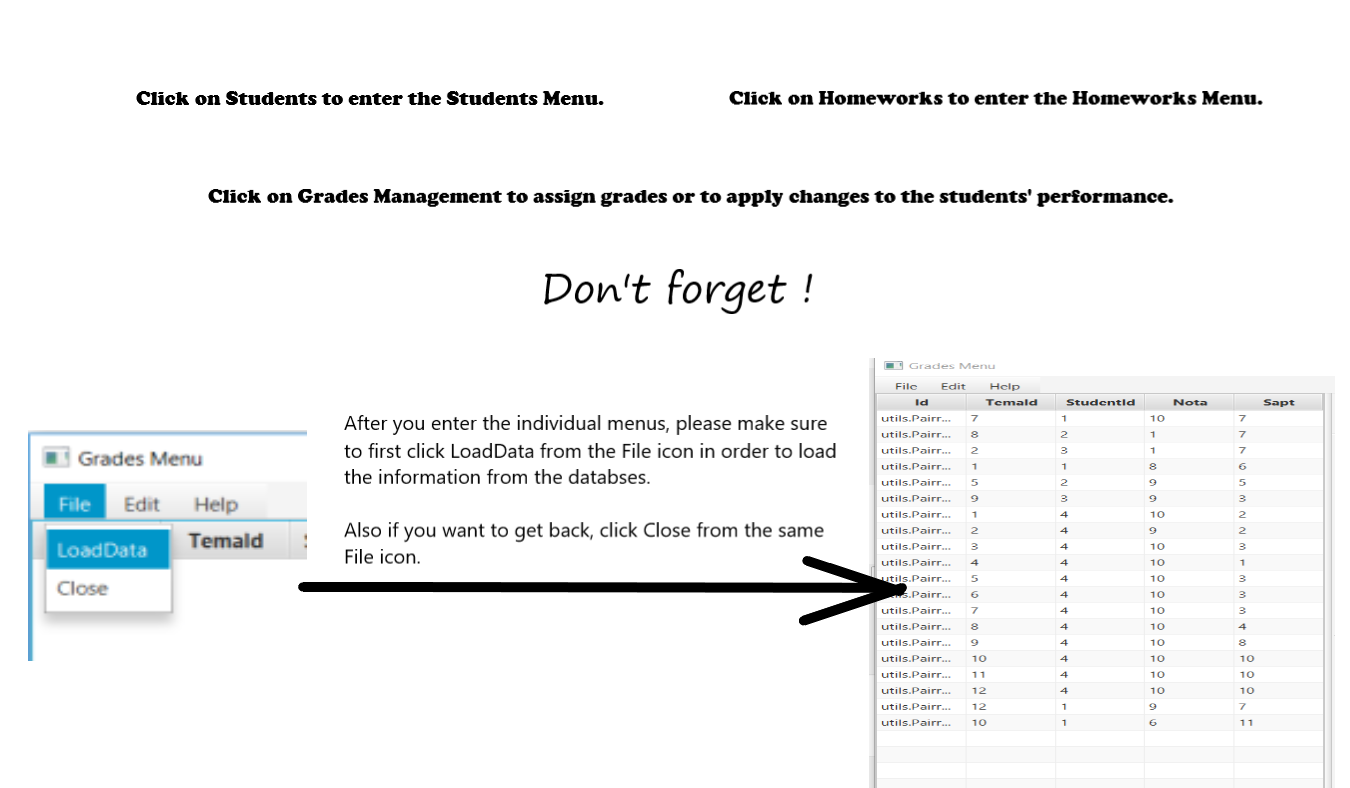 Click on Students to enter the Students Menu.
Click on Homeworks to enter the Homeworks Menu.
Click on Grades Management to assign grades or to apply changes to the students' performance.
Don't forget !
Grades Menu
File Edit Help
LoadData TemaId
Close
After you enter the individual menus, please make sure
to first click LoadData from the File icon in order to load
the information from the databses.
Also if you want to get back, click Close from the same
File icon.
Grades Menu
File Edit Help
Id TemaId StudentId Nota Sapt
utils.Pairr... 7 1 10 7
utils.Pairr... 8 2 1 7
utils.Pairr... 2 3 1 7
utils.Pairr... 1 1 8 6
utils.Pairr... 5 2 9 5
utils.Pairr... 9 3 9 3
utils.Pairr... 1 4 10 2
utils.Pairr... 2 4 9 2
utils.Pairr... 3 4 10 3
utils.Pairr... 4 4 10 1
utils.Pairr... 5 4 10 3
utils.Pairr... 6 4 10 3
utils.Pairr... 7 4 10 3
utils.Pairr... 8 4 10 4
utils.Pairr... 9 4 10 8
utils.Pairr... 10 4 10 10
utils.Pairr... 11 4 10 10
utils.Pairr... 12 4 10 10
utils.Pairr... 12 1 9 7
utils.Pairr... 10 1 6 11